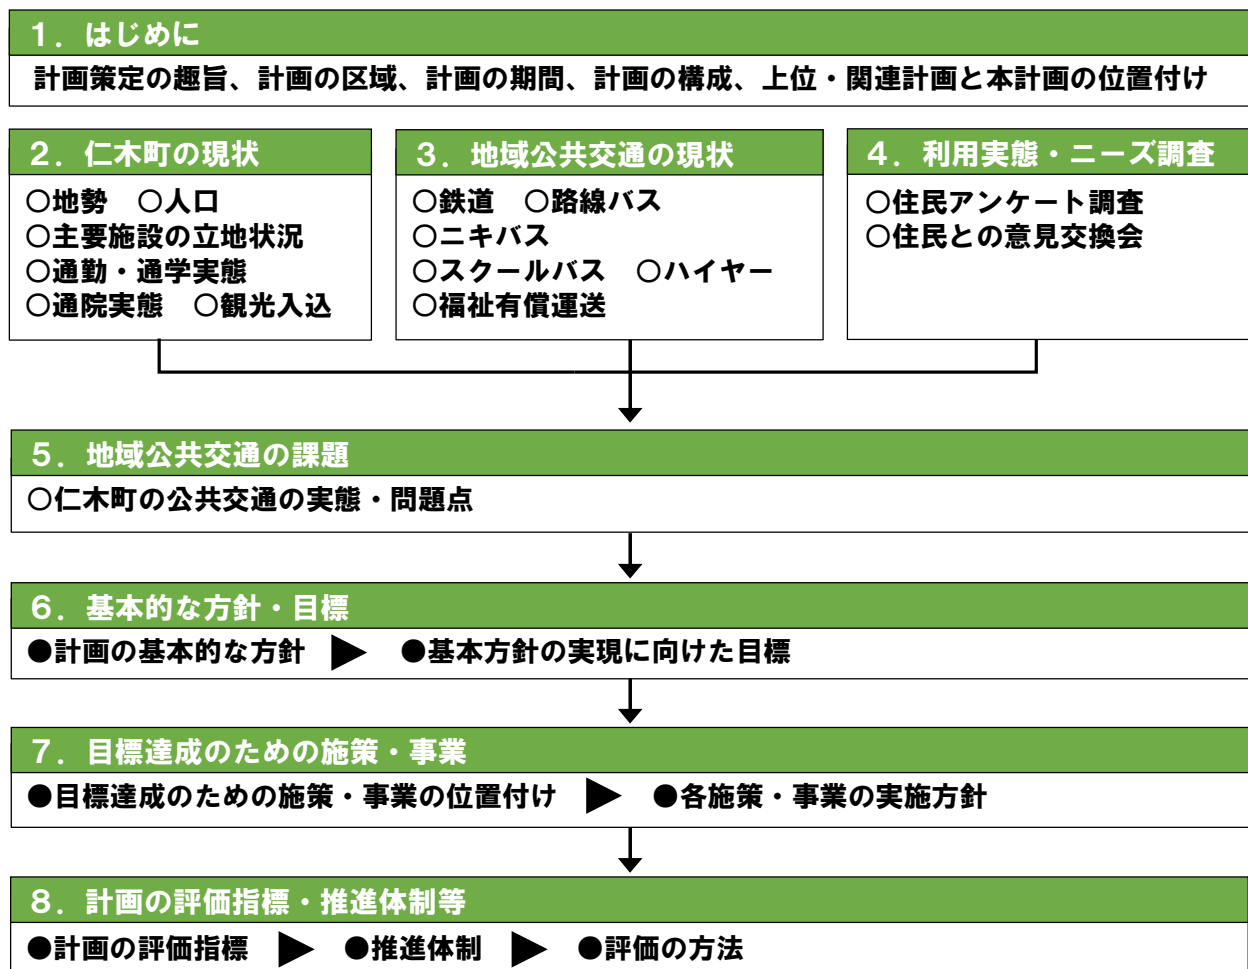 １．はじめに
計画策定の趣旨、計画の区域、計画の期間、計画の構成、上位・関連計画と本計画の位置付け
２．仁木町の現状
○地勢　○人口
○主要施設の立地状況
○通勤・通学実態
○通院実態　○観光入込
３．地域公共交通の現状
○鉄道　○路線バス
○ニキバス
○スクールバス　○ハイヤー
○福祉有償運送
４．利用実態・ニーズ調査
○住民アンケート調査
○住民との意見交換会
５．地域公共交通の課題
○仁木町の公共交通の実態・問題点
６．基本的な方針・目標
●計画の基本的な方針　▶　●基本方針の実現に向けた目標
７．目標達成のための施策・事業
●目標達成のための施策・事業の位置付け　▶　●各施策・事業の実施方針
８．計画の評価指標・推進体制等
●計画の評価指標　▶　●推進体制　▶　●評価の方法